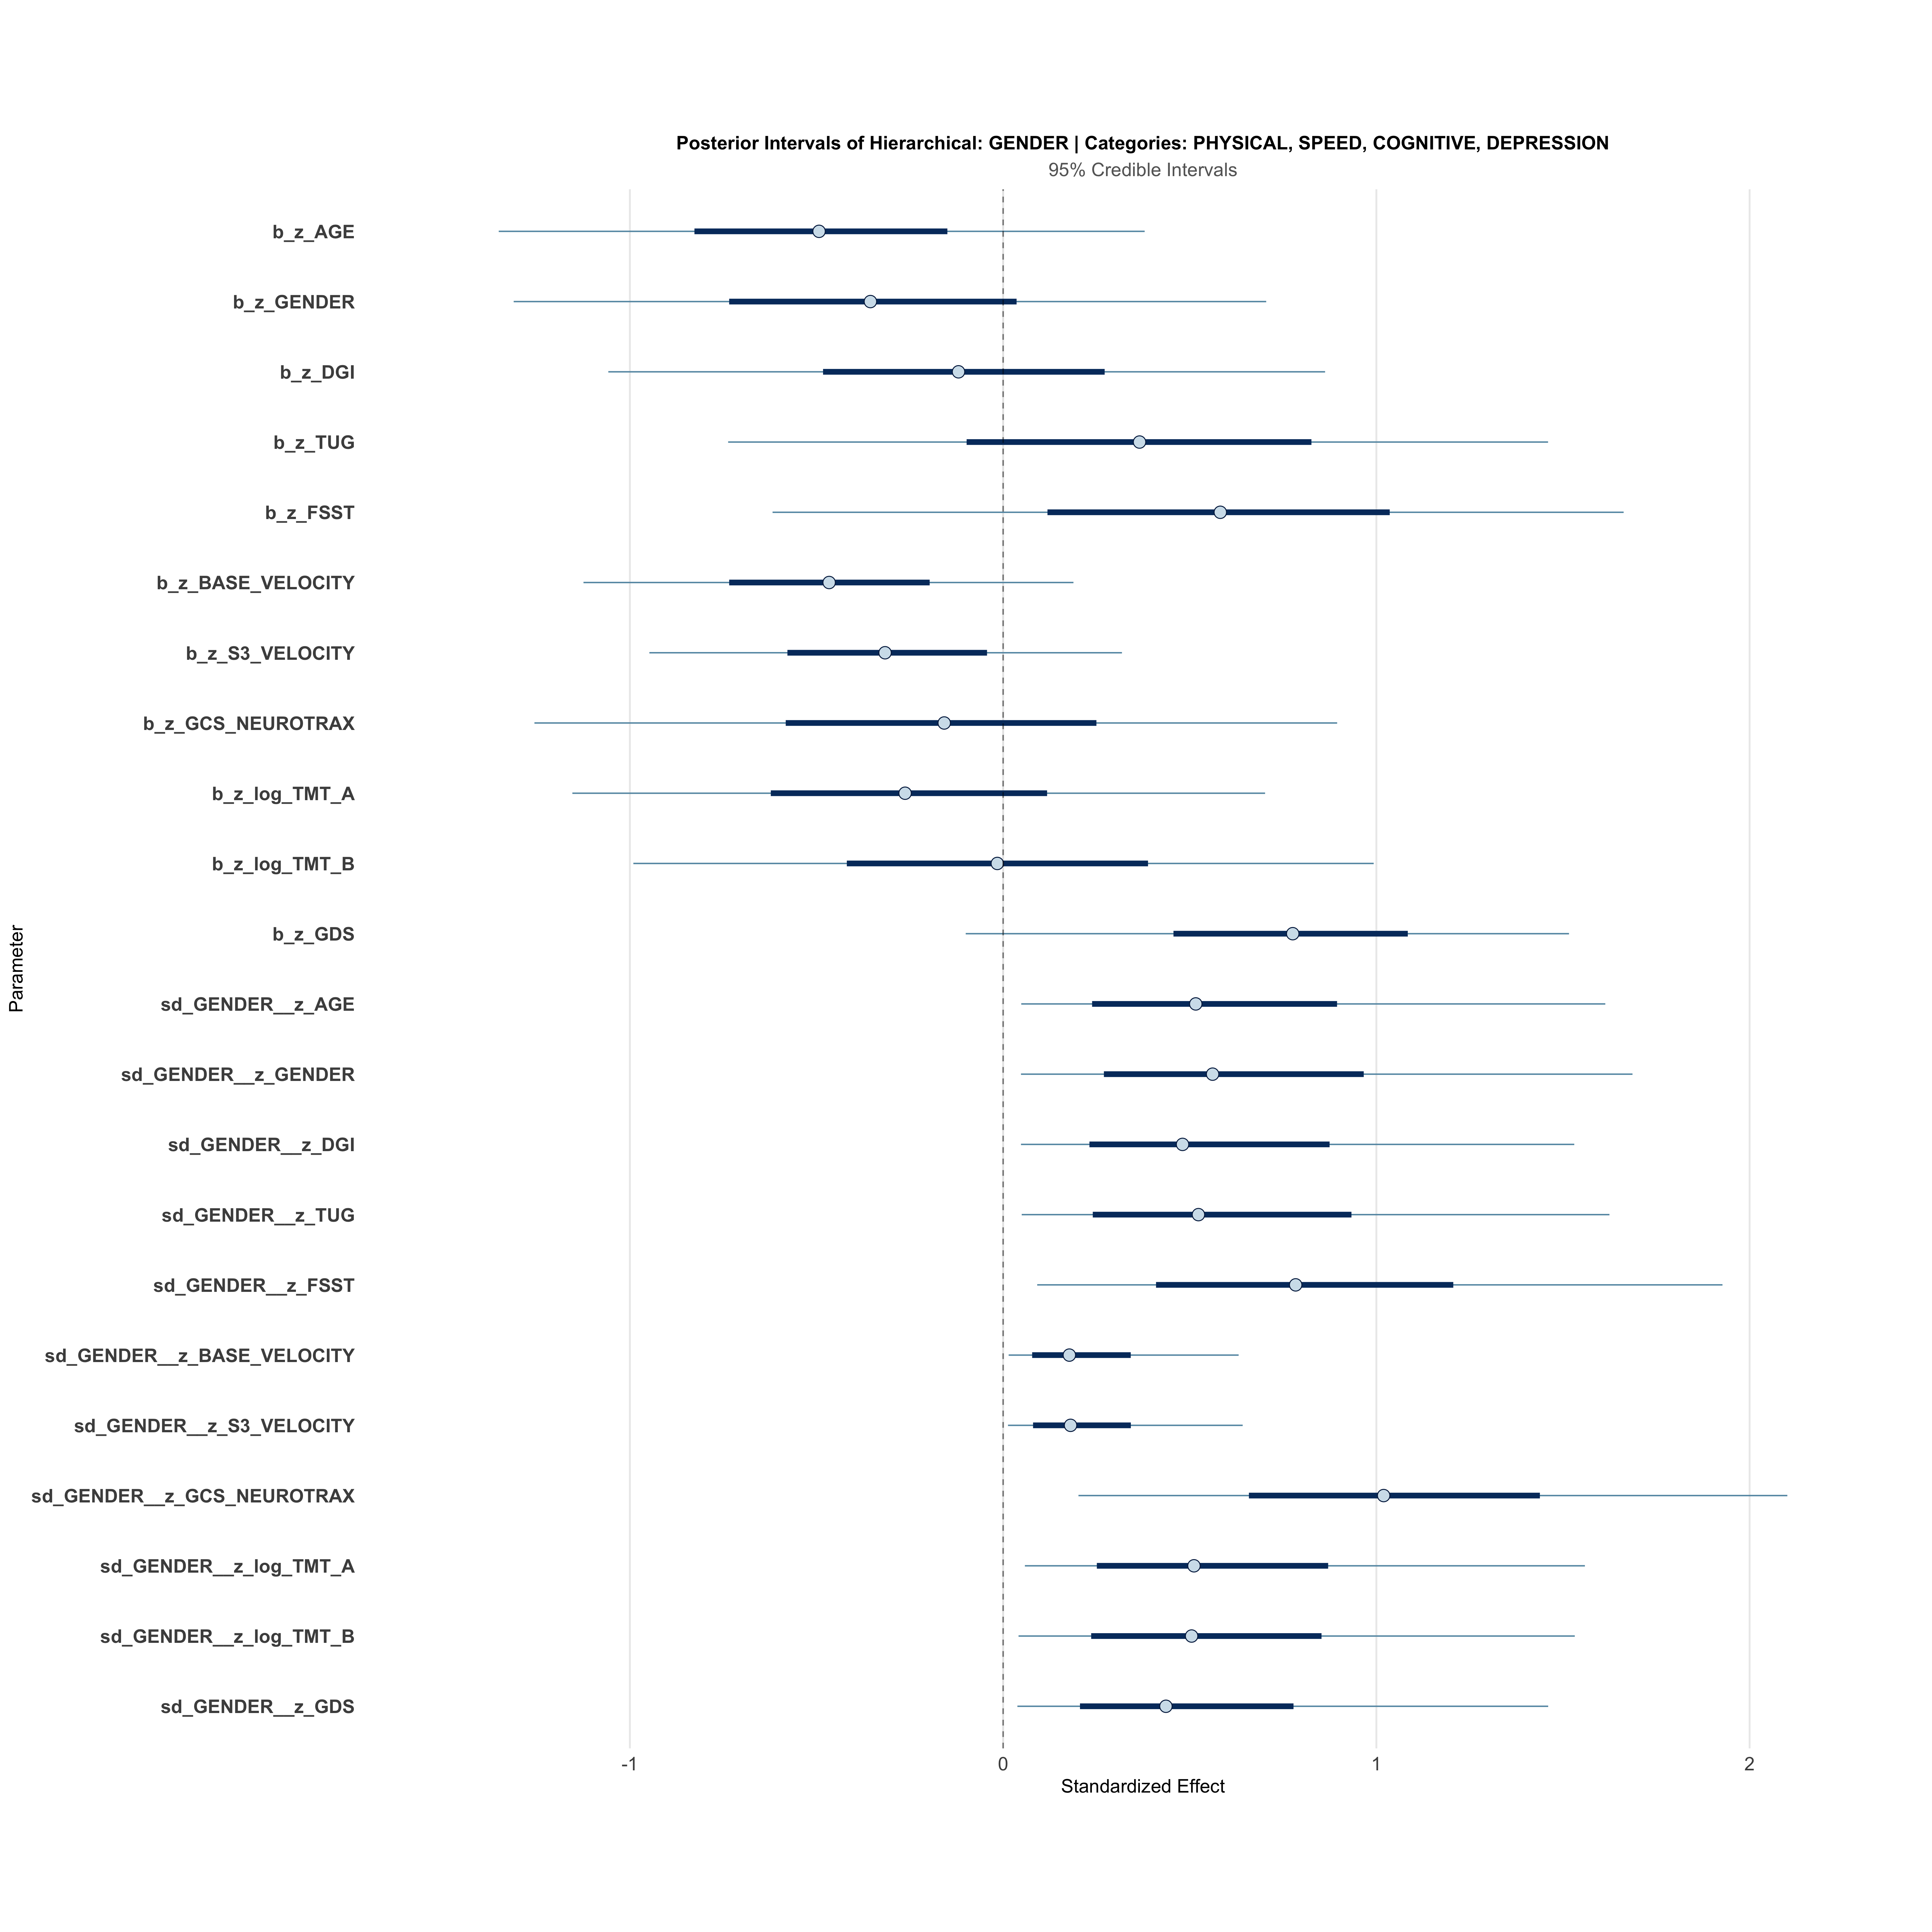 Posterior Intervals of Hierarchical: GENDER | Categories: PHYSICAL, SPEED, COGNITIVE, DEPRESSION
95% Credible Intervals
b_z_AGE
b_z_GENDER
b_z_DGI
b_z_TUG
b_z_FSST
b_z_BASE_VELOCITY
b_z_S3_VELOCITY
b_z_GCS_NEUROTRAX
b_z_log_TMT_A
b_z_log_TMT_B
b_z_GDS
sd_GENDER__z_AGE
sd_GENDER__z_GENDER
sd_GENDER__z_DGI
sd_GENDER__z_TUG
sd_GENDER__z_FSST
sd_GENDER__z_BASE_VELOCITY
sd_GENDER__z_S3_VELOCITY
sd_GENDER__z_GCS_NEUROTRAX
sd_GENDER__z_log_TMT_A
sd_GENDER__z_log_TMT_B
sd_GENDER__z_GDS
Parameter
-1 0 1 2
Standardized Effect